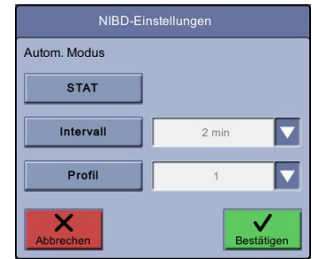 NIBD-Einstellungen
Autom. Modus
STAT
Intervall 2 min
Profil 1
Abbrechen Bestätigen